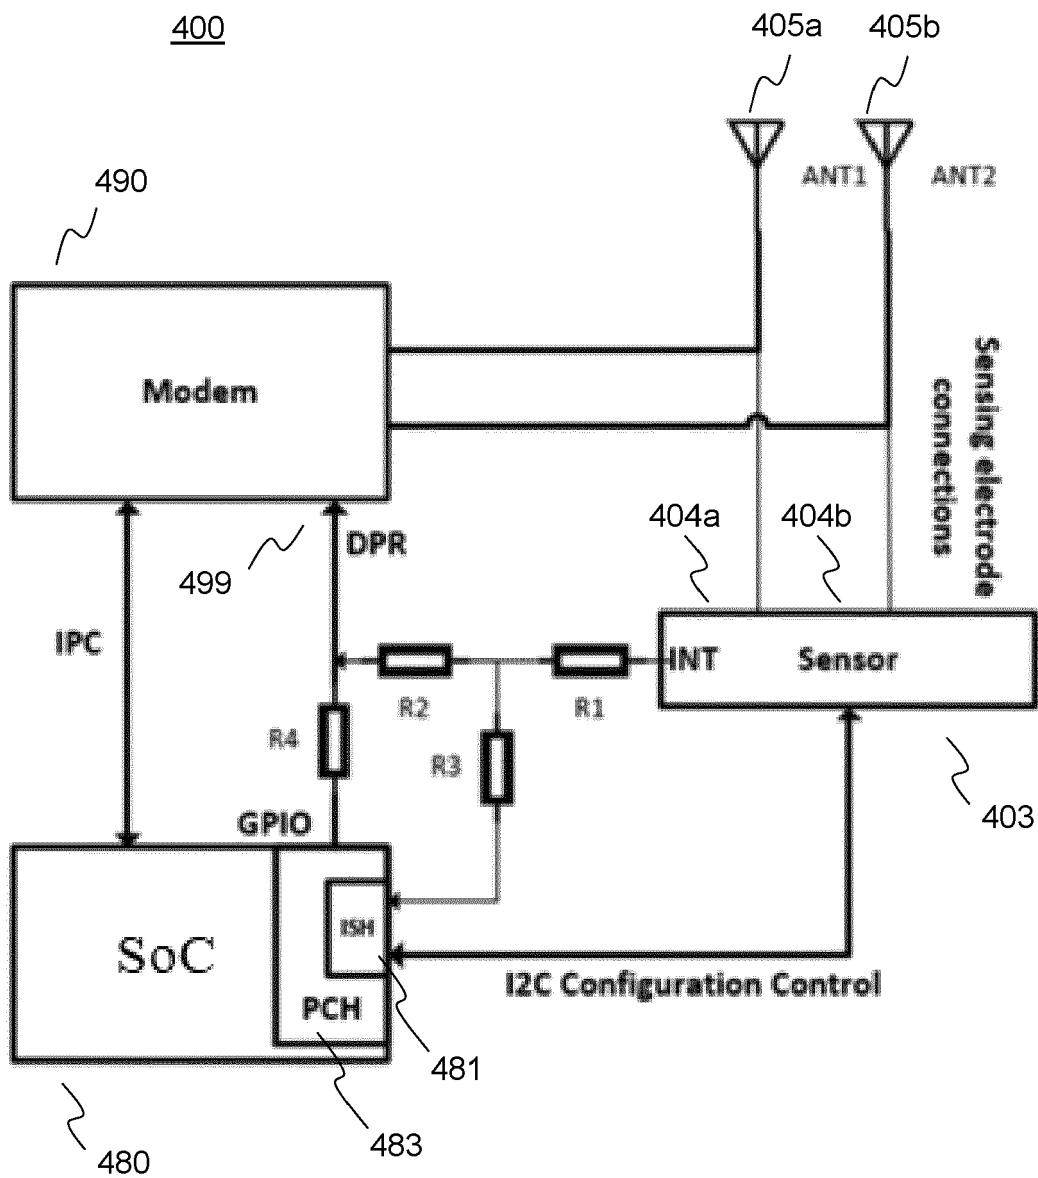 400
405a
405b
ANT1
ANT2
490
Modem
Sensing electrode
connections
404a
404b
DPR
499
IPC
INT
Sensor
R2
R1
R4
R3
403
GPIO
SoC
ISH
I2C Configuration Control
PCH
481
483
480